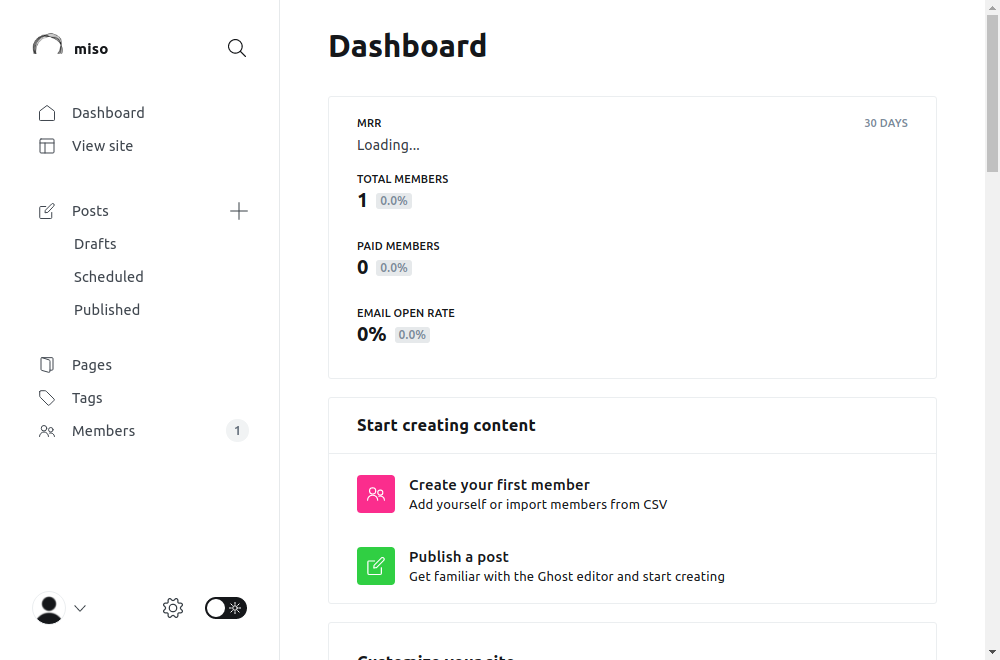 miso
Dashboard
View site
Posts
Drafts
Scheduled
Published
Pages
Tags
Members 1
Dashboard
MRR 30 DAYS
Loading...
TOTAL MEMBERS
1 0.0%
PAID MEMBERS
0 0.0%
EMAIL OPEN RATE
0% 0.0%
Start creating content
Create your first member
Add yourself or import members from CSV
Publish a post
Get familiar with the Ghost editor and start creating
Customize your site